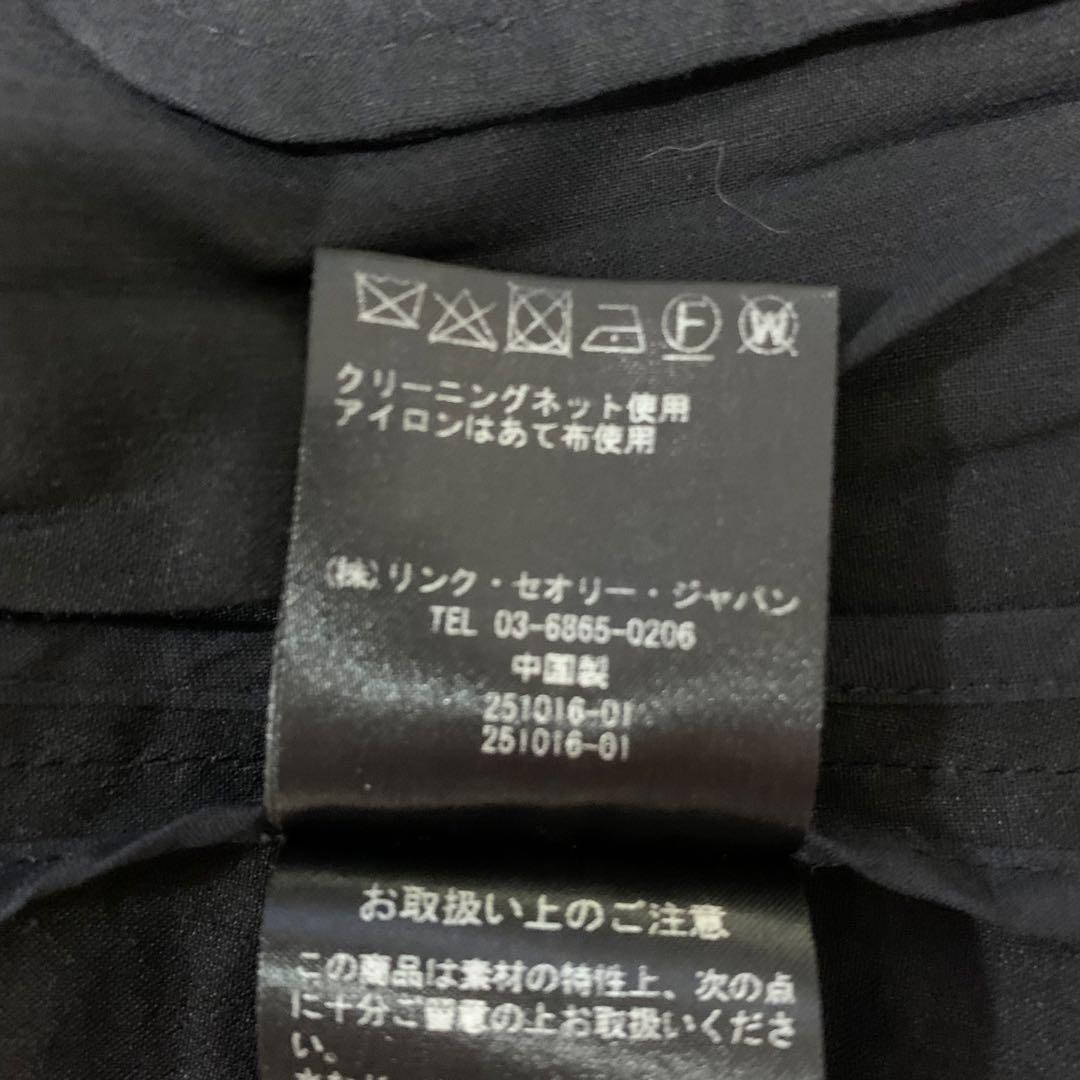 F W
クリーニングネット使用
アイロンはあて布使用
(株)リンク・セオリー・ジャパン
TEL 03-6865-0206
中国製
251016-01
251016-01
お取扱い上のご注意
この商品は素材の特性上、次の点
に十分ご留意の上お取扱いくださ
い。